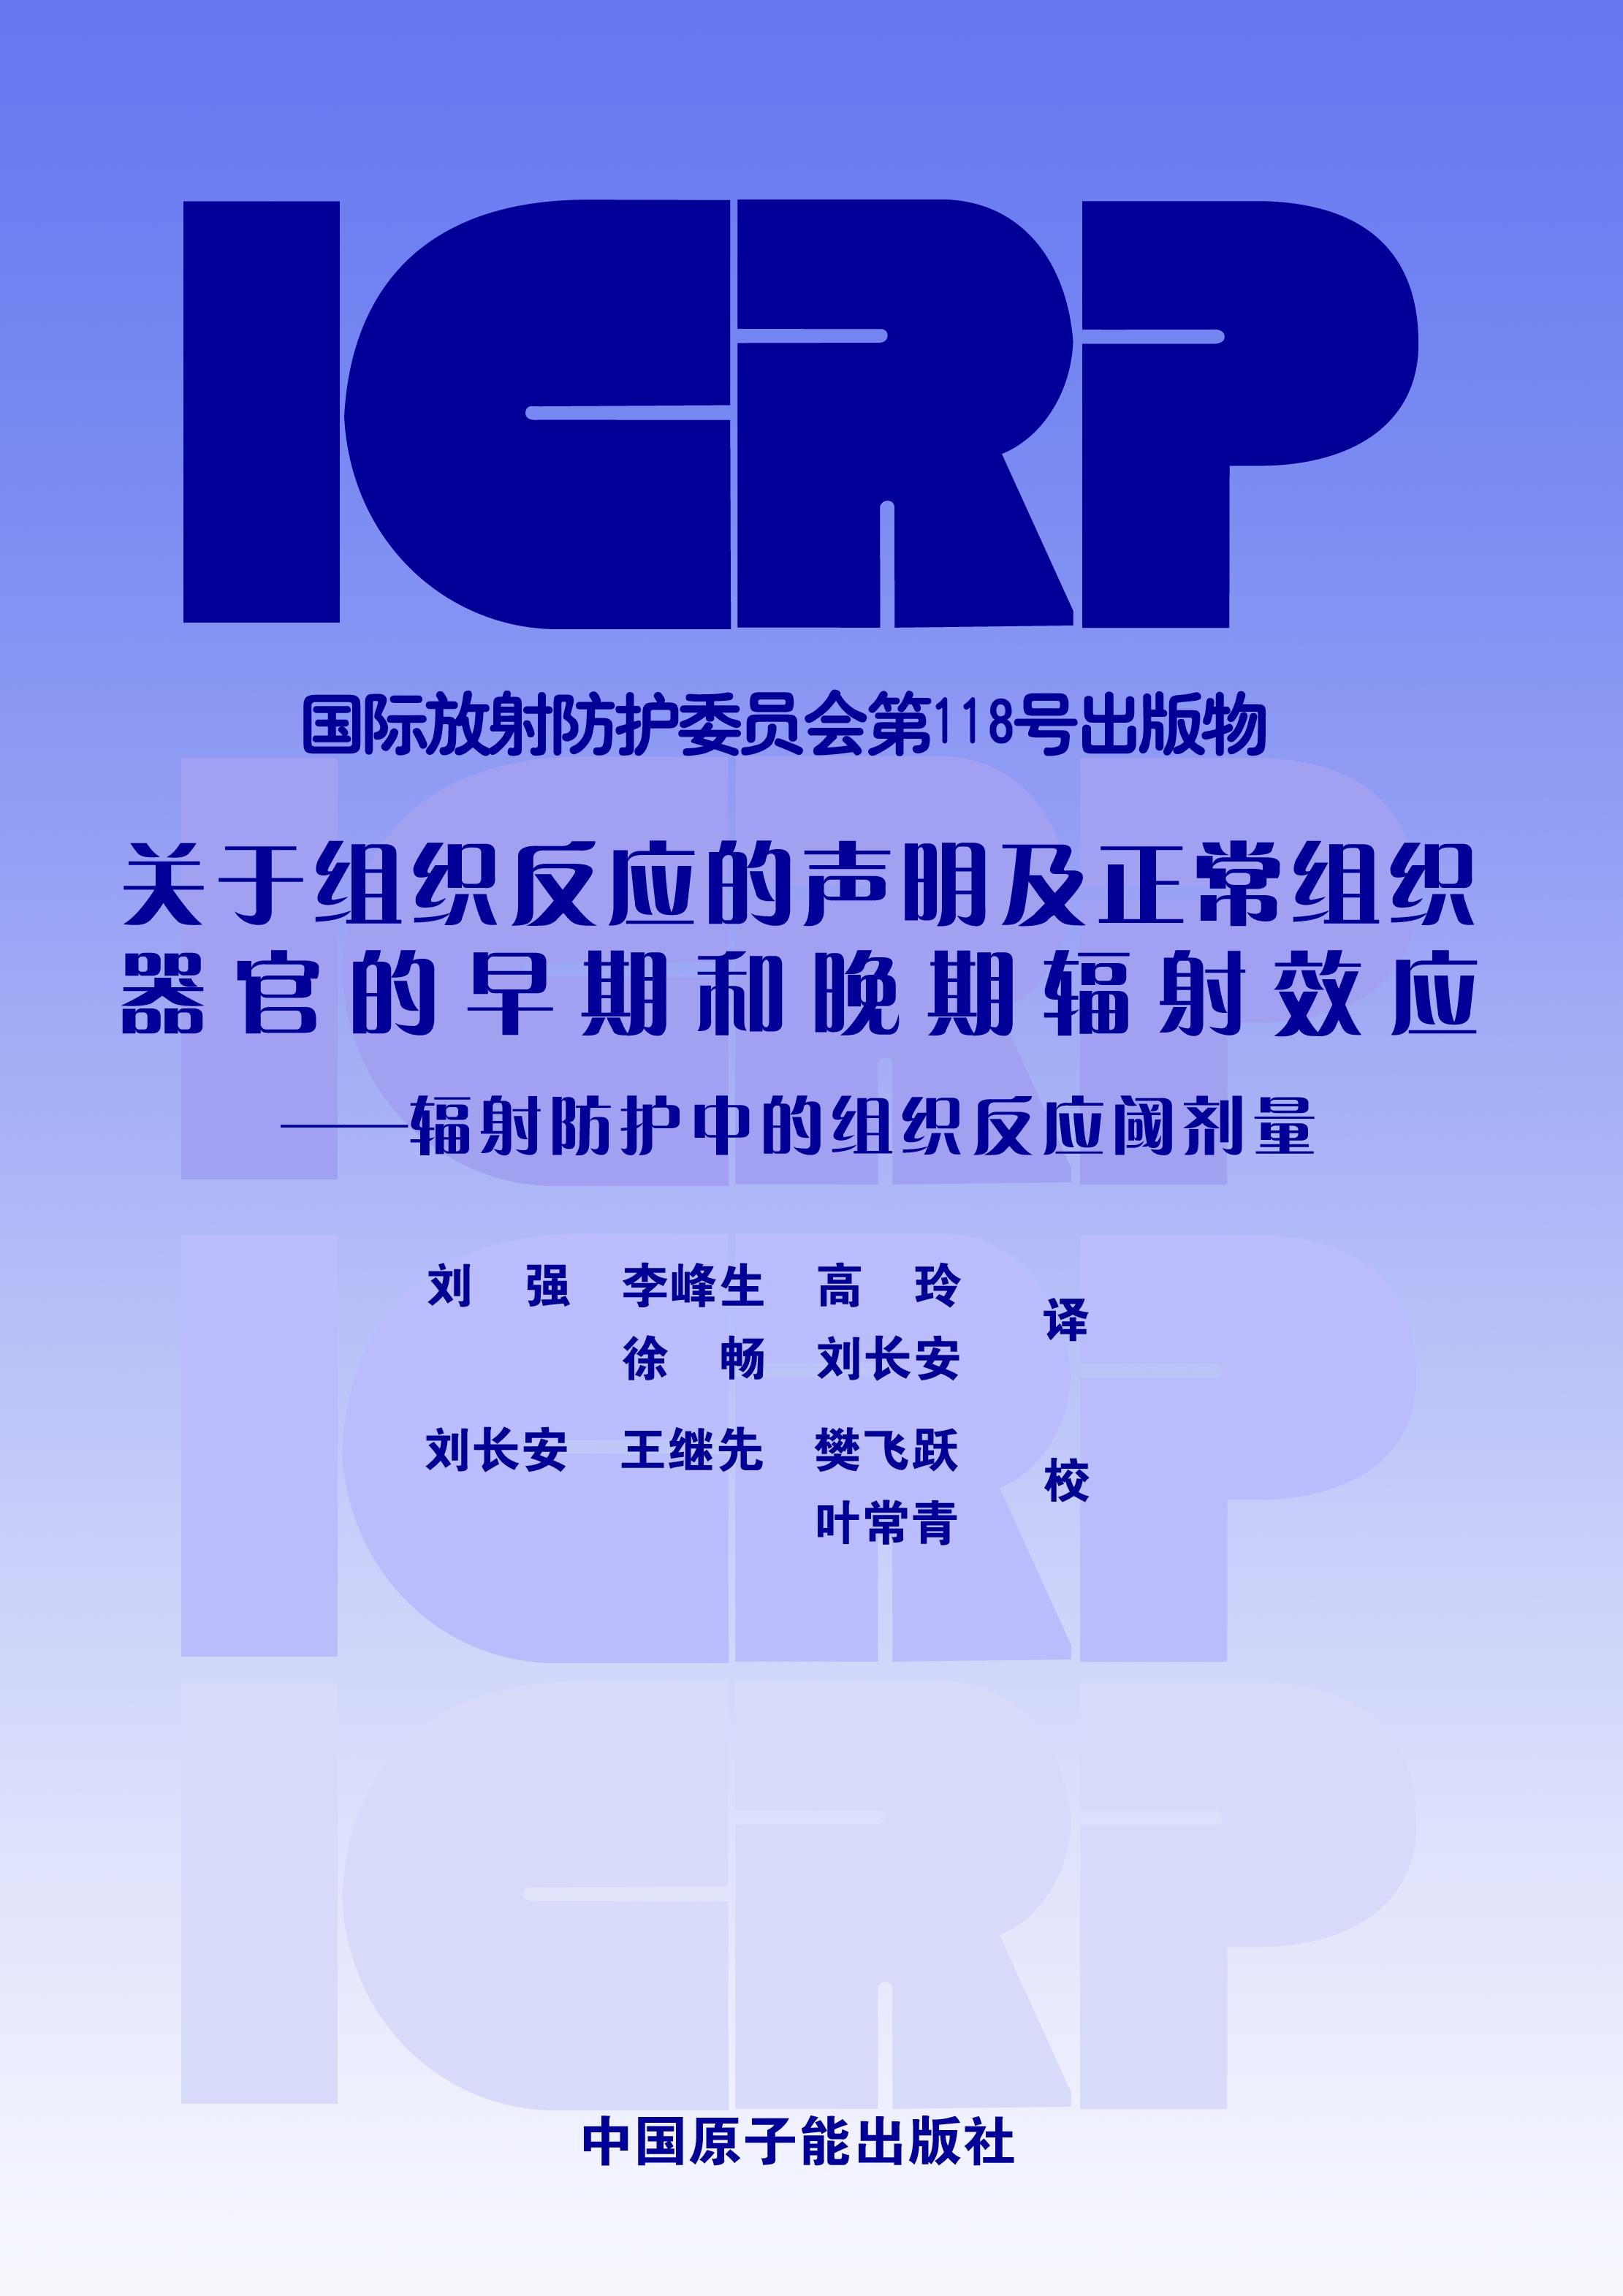 ICRP
国际放射防护委员会第118号出版物
关于组织反应的声明及正常组织
器官的早期和晚期辐射效应
——辐射防护中的组织反应阈剂量
刘 强 李峰生 高 玲
译
徐 畅 刘长安
刘长安 王继先 樊飞跃
校
叶常青
ICRP
ICRP
ICRP
中国原子能出版社